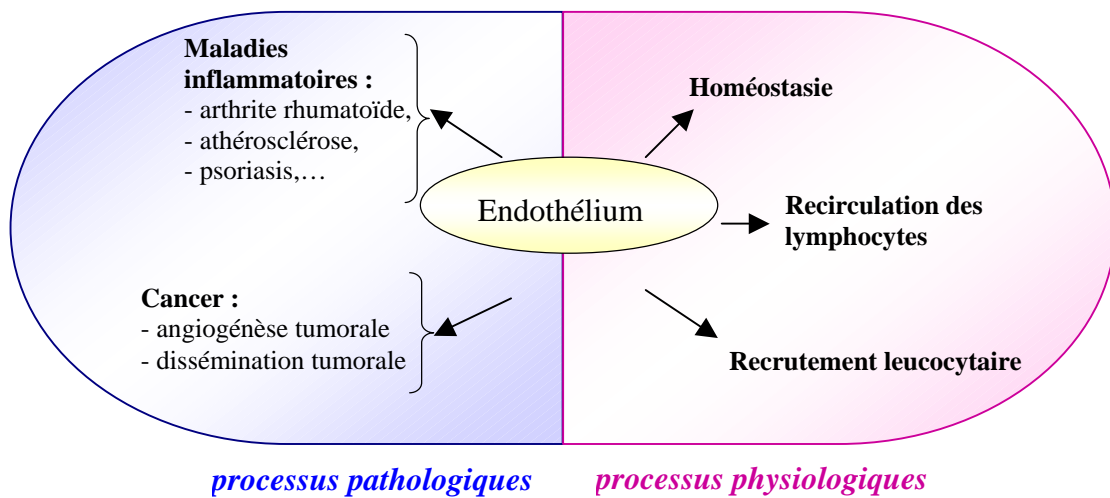 Maladies
inflammatoires :
- arthrite rhumatoïde,
- athérosclérose,
- psoriasis,…
Cancer :
- angiogénèse tumorale
- dissémination tumorale
Endothélium
Homéostasie
Recirculation des
lymphocytes
Recrutement leucocytaire
processus pathologiques
processus physiologiques